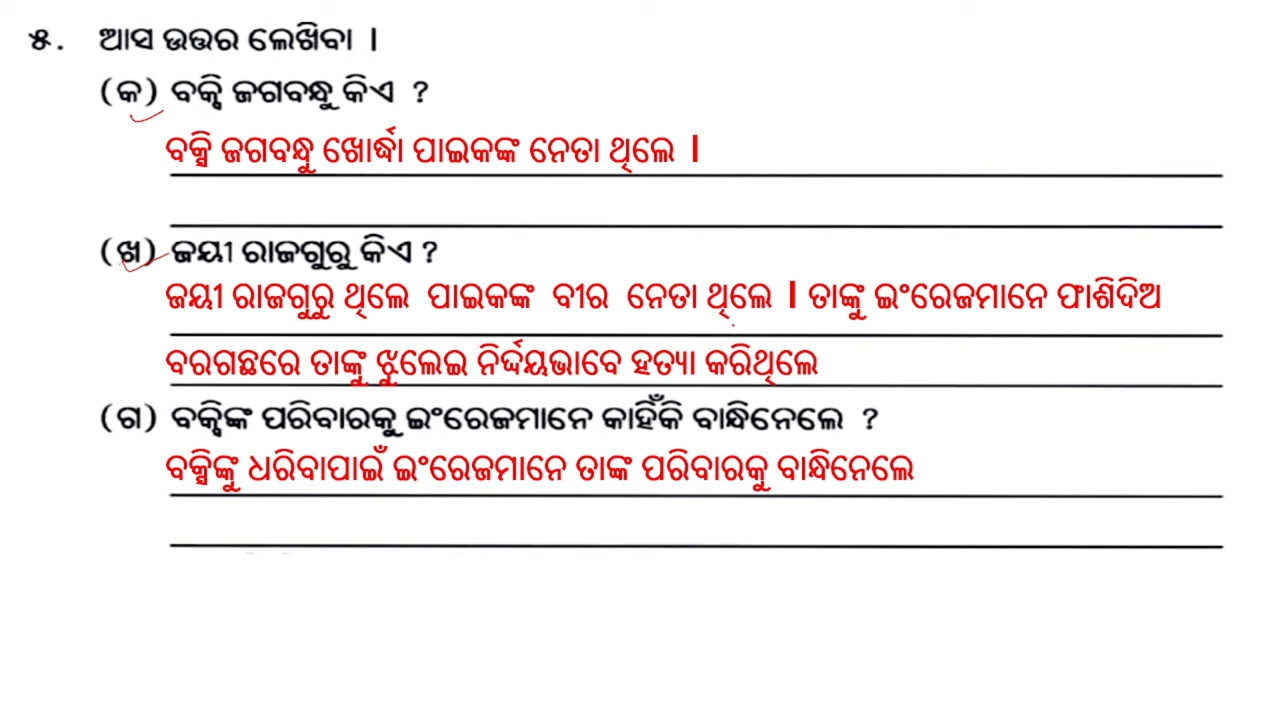 ୫. ଆସ ଉତ୍ତର ଲେଖିବା ।
(କ) ବକ୍ସି ଜଗବନ୍ଧୁ କିଏ ?
ବକ୍ସି ଜଗବନ୍ଧୁ ଖୋର୍ଦ୍ଧା ପାଇକଙ୍କ ନେତା ଥିଲେ ।
(ଖ) ଜୟୀ ରାଜଗୁରୁ କିଏ ?
ଜୟୀ ରାଜଗୁରୁ ଥିଲେ ପାଇକଙ୍କ ବୀର ନେତା ଥିଲେ । ତାଙ୍କୁ ଇଂରେଜମାନେ ଫାଶିଦିଅ
ବରଗଛରେ ତାଙ୍କୁ ଝୁଲେଇ ନିର୍ଦ୍ଦୟଭାବେ ହତ୍ୟା କରିଥିଲେ
(ଗ) ବକ୍ସିଙ୍କ ପରିବାରକୁ ଇଂରେଜମାନେ କାହିଁକି ବାନ୍ଧିନେଲେ ?
ବକ୍ସିଙ୍କୁ ଧରିବାପାଇଁ ଇଂରେଜମାନେ ତାଙ୍କ ପରିବାରକୁ ବାନ୍ଧିନେଲେ